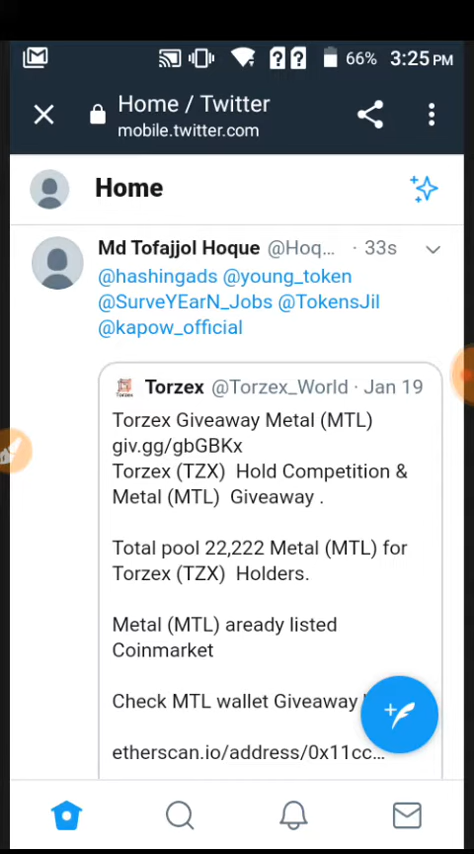 66% 3:25 PM
Home / Twitter
mobile.twitter.com
Home
Md Tofajjol Hoque @Hoq... · 33s
@hashingads @young_token
@SurveYEarN_Jobs @TokensJil
@kapow_official
Torzex @Torzex_World · Jan 19
Torzex Giveaway Metal (MTL)
giv.gg/gbGBKx
Torzex (TZX) Hold Competition &
Metal (MTL) Giveaway .
Total pool 22,222 Metal (MTL) for
Torzex (TZX) Holders.
Metal (MTL) aready listed
Coinmarket
Check MTL wallet Giveaway
etherscan.io/address/0x11cc...